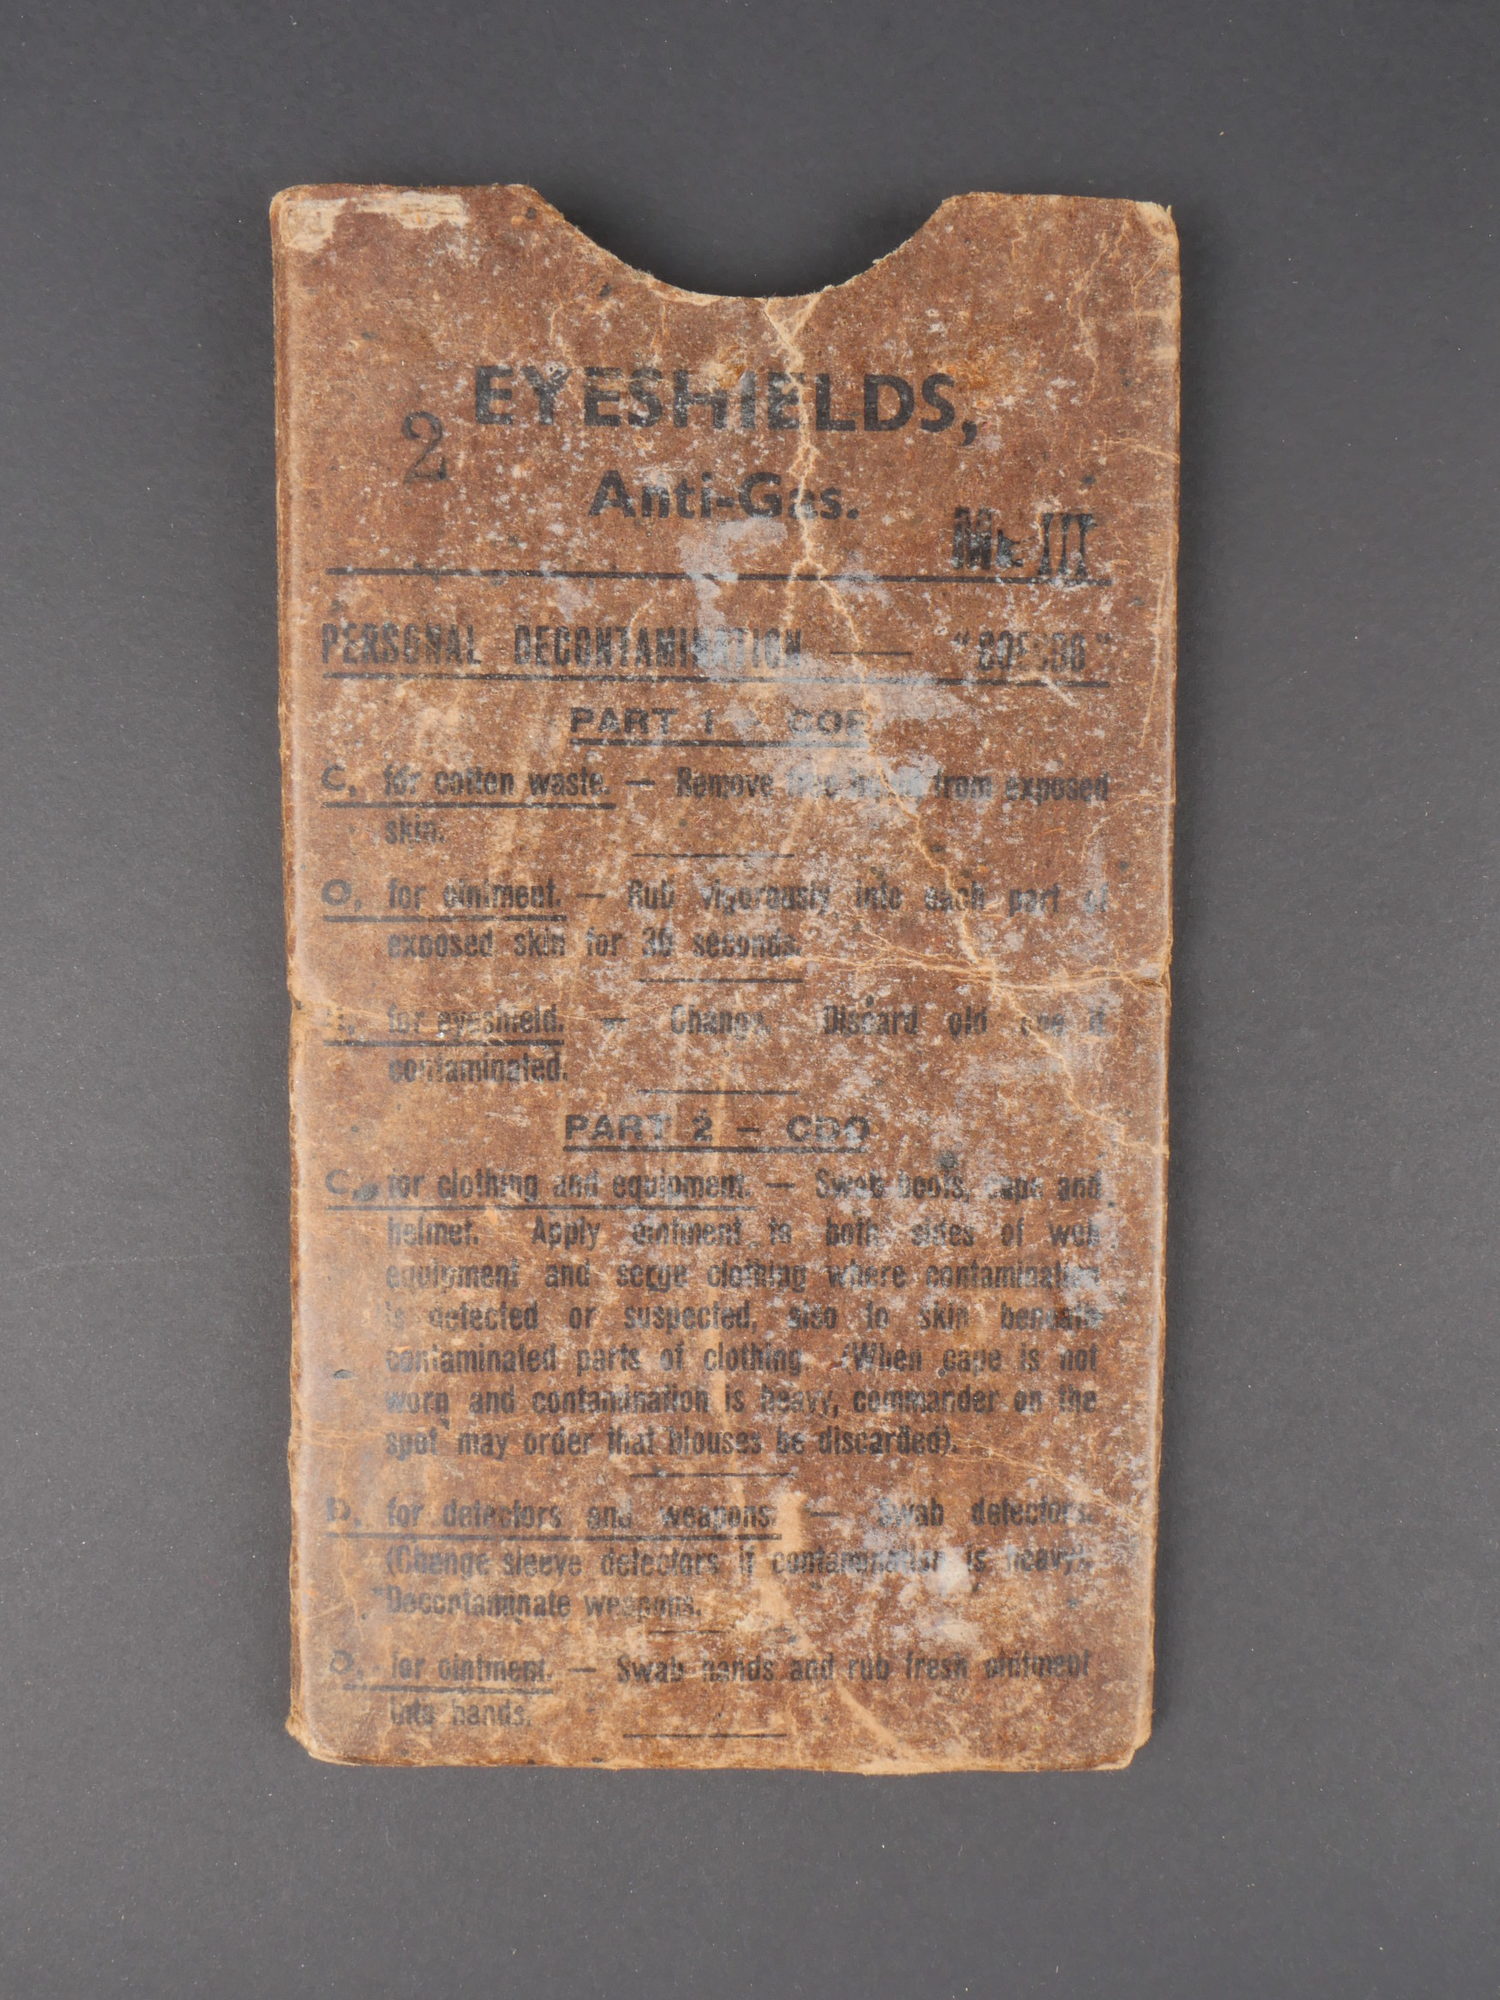 EYESHIELDS,
2
Anti-Gas.
Mk III
PERSONAL DECONTAMINATION —
PART 1 - COE
C, for cotton waste. — Remove free liquid from exposed
skin.
O, for ointment. — Rub vigorously into each part of
exposed skin for 30 seconds.
E, for eyeshield. — Change. Discard old one if
contaminated.
PART 2 - CDO
C, for clothing and equipment. — Swab boots, cape and
helmet. Apply ointment to both sides of web
equipment and serge clothing where contamination
is detected or suspected, also to skin beneath
contaminated parts of clothing. (When cape is not
worn and contamination is heavy, commander on the
spot may order that blouses be discarded).
D, for detectors and weapons. — Swab detectors.
(Change sleeve detectors if contamination is heavy).
Decontaminate weapons.
O, for ointment. — Swab hands and rub fresh ointment
into hands.